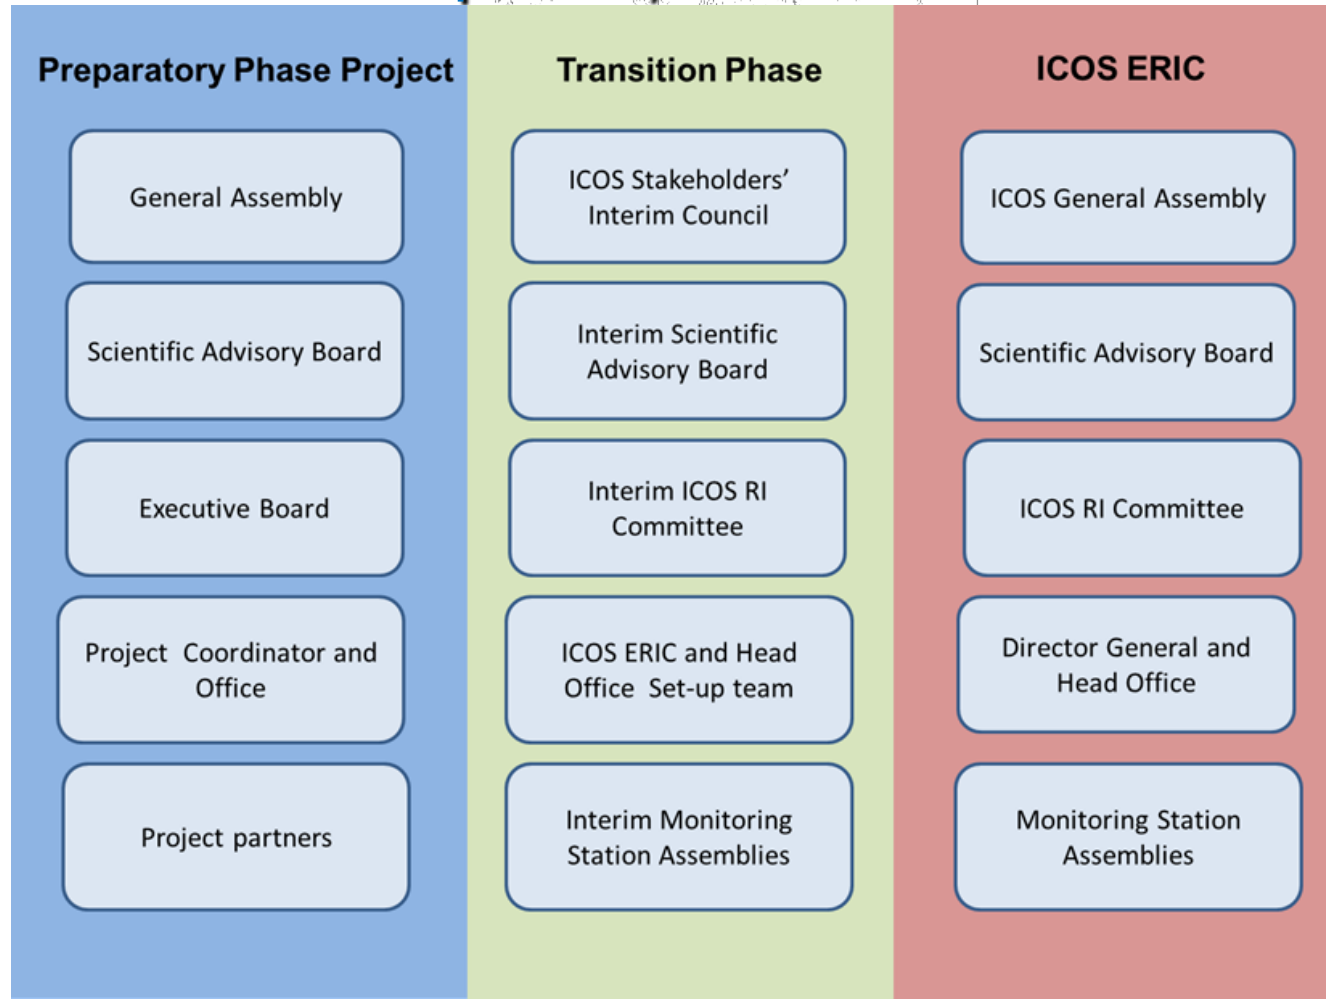 Preparatory Phase Project
General Assembly
Scientific Advisory Board
Executive Board
Project Coordinator and
Office
Project partners
Transition Phase
ICOS Stakeholders’
Interim Council
Interim Scientific
Advisory Board
Interim ICOS RI
Committee
ICOS ERIC and Head
Office Set-up team
Interim Monitoring
Station Assemblies
ICOS ERIC
ICOS General Assembly
Scientific Advisory Board
ICOS RI Committee
Director General and
Head Office
Monitoring Station
Assemblies